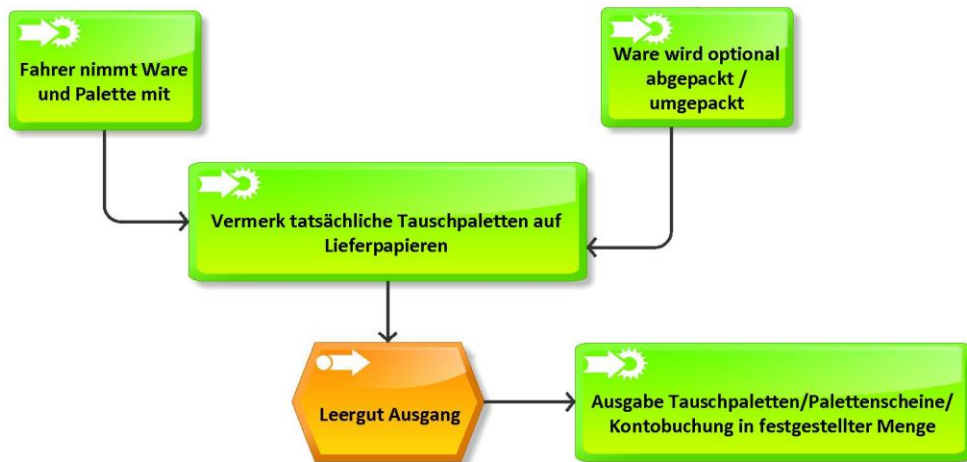 Fahrer nimmt Ware
und Palette mit
Ware wird optional
abgepackt /
umgepackt
Vermerk tatsächliche Tauschpaletten auf
Lieferpapieren
Leergut Ausgang
Ausgabe Tauschpaletten/Palettenscheine/
Kontobuchung in festgestellter Menge